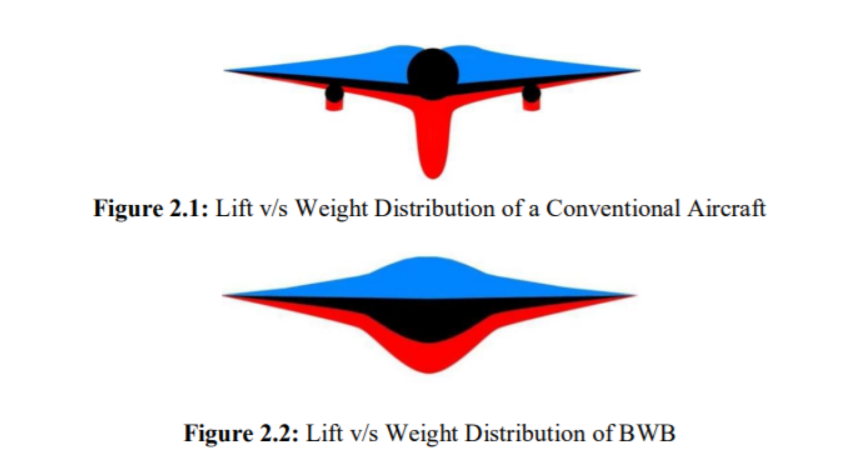 Figure 2.1: Lift v/s Weight Distribution of a Conventional Aircraft
Figure 2.2: Lift v/s Weight Distribution of BWB